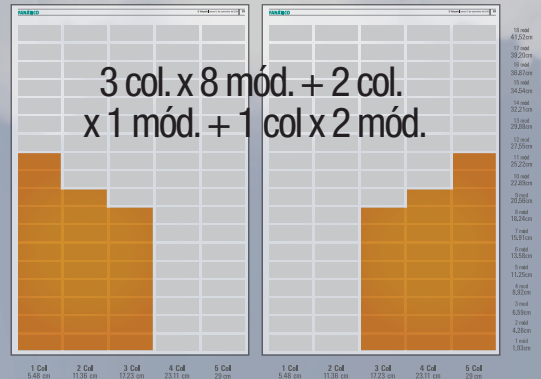 3 col. x 8 mód. + 2 col.
x 1 mód. + 1 col x 2 mód.
18 mód
41,52cm
17 mód
39,20cm
16 mód
36,87cm
15 mód
34,54cm
14 mód
32,21cm
13 mód
29,88cm
12 mód
27,55cm
11 mód
25,22cm
10 mód
22,89cm
9 mód
20,56cm
8 mód
18,24cm
7 mód
15,91cm
6 mód
13,58cm
5 mód
11,25cm
4 mód
8,92cm
3 mód
6,59cm
2 mód
4,26cm
1 mód
1,93cm
1 Col 2 Col 3 Col 4 Col 5 Col
5.48 cm 11.36 cm 17.23 cm 23.11 cm 29 cm
1 Col 2 Col 3 Col 4 Col 5 Col
5.48 cm 11.36 cm 17.23 cm 23.11 cm 29 cm